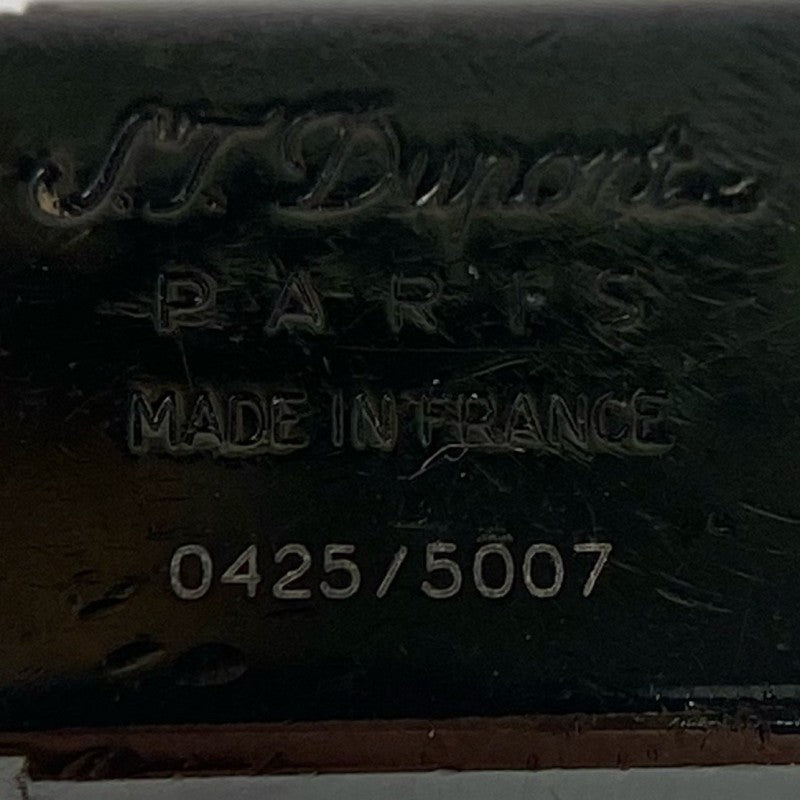 S.T. Dupont
PARIS
MADE IN FRANCE
0425/5007